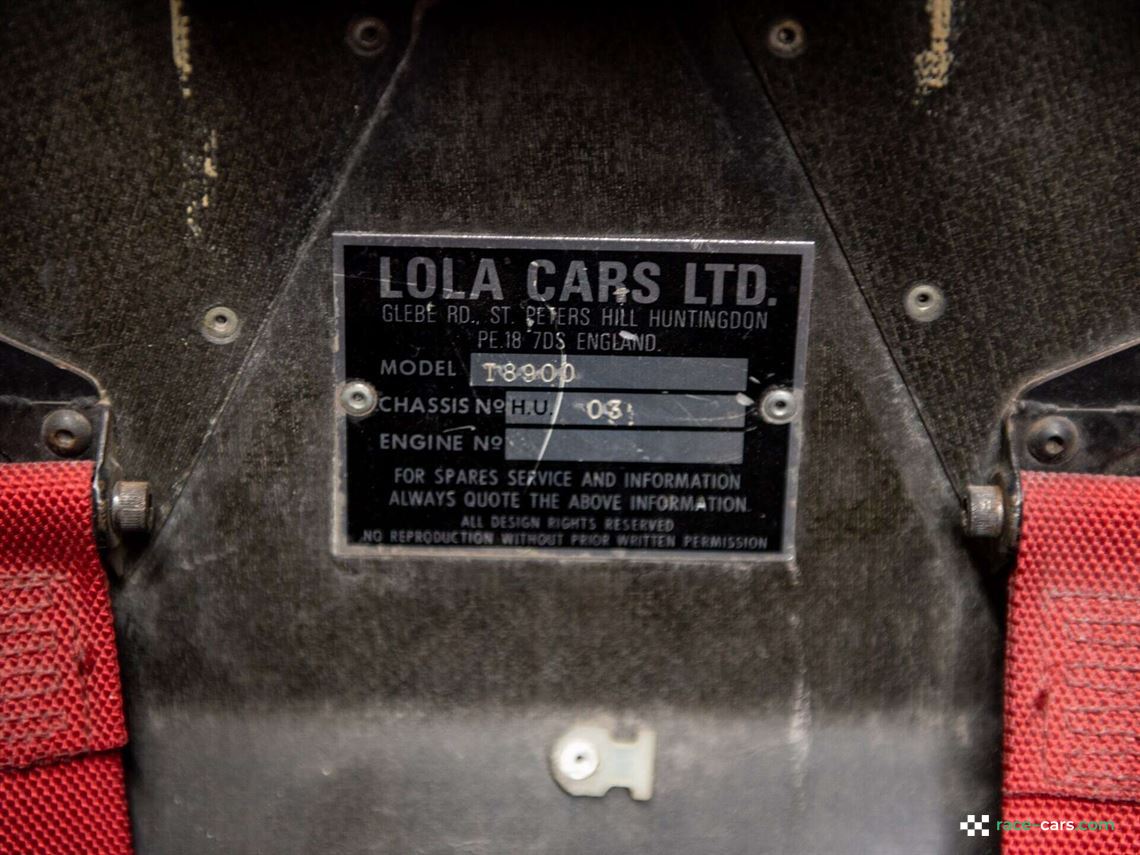 LOLA CARS LTD.
GLEBE RD., ST. PETERS HILL HUNTINGDON
PE.18 7DS ENGLAND.
MODEL T8900
CHASSIS Nº H.U. 03
ENGINE Nº
FOR SPARES SERVICE AND INFORMATION
ALWAYS QUOTE THE ABOVE INFORMATION
ALL DESIGN RIGHTS RESERVED
NO REPRODUCTION WITHOUT PRIOR WRITTEN PERMISSION
race-cars.com